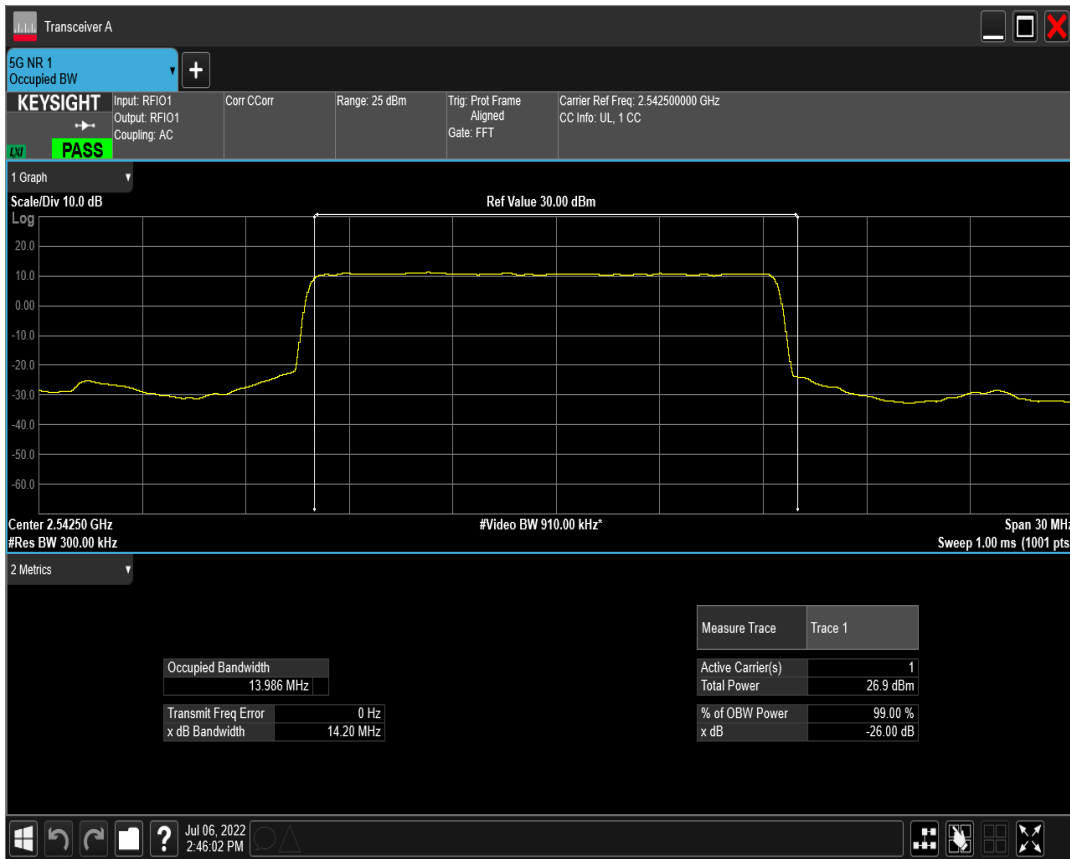 Transceiver A
5G NR 1
Occupied BW
KEYSIGHT
Input: RFIO1
Output: RFIO1
Coupling: AC
Corr CCorr
Range: 25 dBm
Trig: Prot Frame
Aligned
Gate: FFT
Carrier Ref Freq: 2.542500000 GHz
CC Info: UL, 1 CC
LXI
PASS
1 Graph
Scale/Div 10.0 dB
Ref Value 30.00 dBm
Log
20.0
10.0
0.00
-10.0
-20.0
-30.0
-40.0
-50.0
-60.0
Center 2.54250 GHz
#Video BW 910.00 kHz*
Span 30 MHz
#Res BW 300.00 kHz
Sweep 1.00 ms (1001 pts
2 Metrics
Measure Trace Trace 1
Occupied Bandwidth
13.986 MHz
Active Carrier(s) 1
Total Power 26.9 dBm
Transmit Freq Error 0 Hz
x dB Bandwidth 14.20 MHz
% of OBW Power 99.00 %
x dB -26.00 dB
Jul 06, 2022
2:46:02 PM